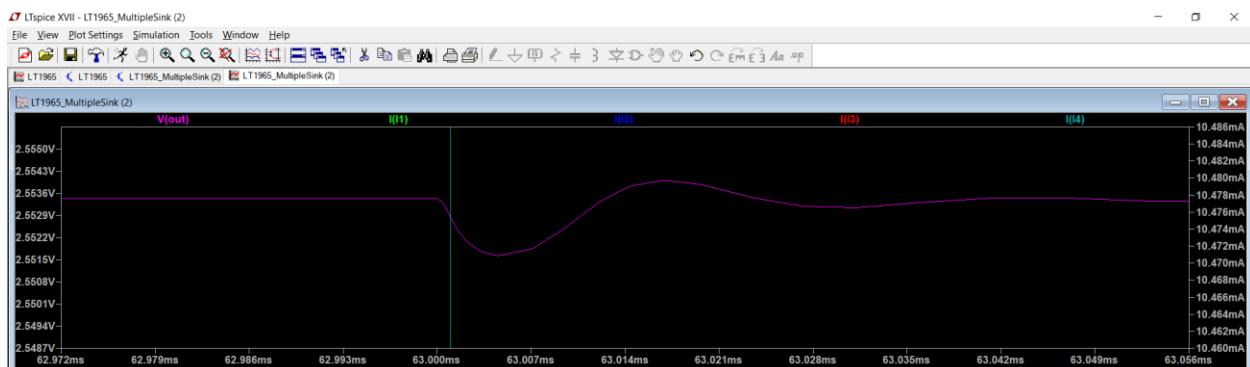 LTspice XVII - LT1965_MultipleSink (2)
File View Plot Settings Simulation Tools Window Help
LT1965 LT1965 LT1965_MultipleSink (2) LT1965_MultipleSink (2)
LT1965_MultipleSink (2)
V(out) I(I1) I(I2) I(I3) I(I4)
10.486mA
2.5550V 10.484mA
2.5543V 10.482mA
10.480mA
2.5536V 10.478mA
2.5529V 10.476mA
10.474mA
2.5522V 10.472mA
2.5515V 10.470mA
2.5508V 10.468mA
10.466mA
2.5501V 10.464mA
2.5494V 10.462mA
2.5487V 10.460mA
62.972ms 62.979ms 62.986ms 62.993ms 63.000ms 63.007ms 63.014ms 63.021ms 63.028ms 63.035ms 63.042ms 63.049ms 63.056ms